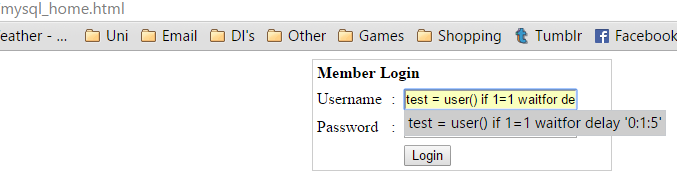 /mysql_home.html
eather - ... Uni Email DI's Other Games Shopping Tumblr Facebook
Member Login
Username : test = user() if 1=1 waitfor de
Password : test = user() if 1=1 waitfor delay '0:1:5'
Login